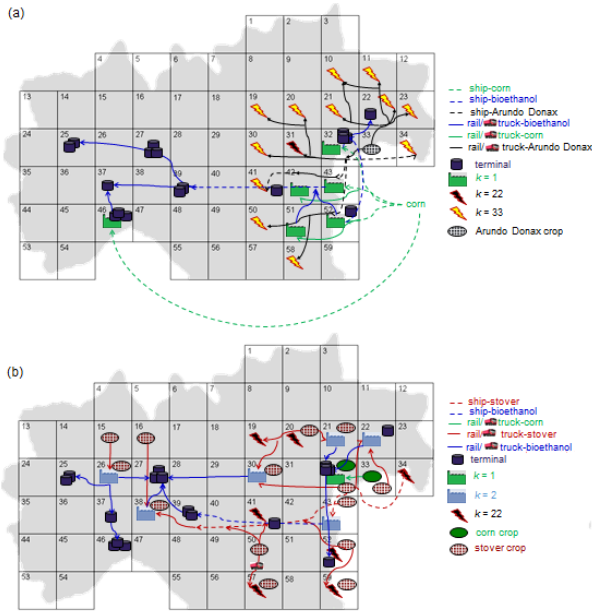 (a)
1 2 3
4 5 6 7 8 9 10 11 12
13 14 15 16 17 18 19 20 21 22 23
24 25 26 27 28 29 30 31 32 33 34
35 36 37 38 39 40 41 42 43
44 45 46 47 48 49 50 51 52
53 54 55 56 57 58 59
corn
ship-corn
ship-bioethanol
ship-Arundo Donax
rail/ truck-bioethanol
rail/ truck-corn
rail/ truck-Arundo Donax
terminal
k = 1
k = 22
k = 33
Arundo Donax crop
(b)
1 2 3
4 5 6 7 8 9 10 11 12
13 14 15 16 17 18 19 20 21 22 23
24 25 26 27 28 29 30 31 32 33 34
35 36 37 38 39 40 41 42 43
44 45 46 47 48 49 50 51 52
53 54 55 56 57 58 59
ship-stover
ship-bioethanol
rail/ truck-corn
rail/ truck-stover
rail/ truck-bioethanol
terminal
k = 1
k = 2
k = 22
corn crop
stover crop